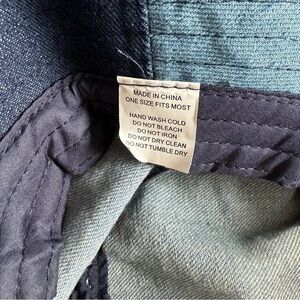 MADE IN CHINA
ONE SIZE FITS MOST
HAND WASH COLD
DO NOT BLEACH
DO NOT IRON
DO NOT DRY CLEAN
DO NOT TUMBLE DRY